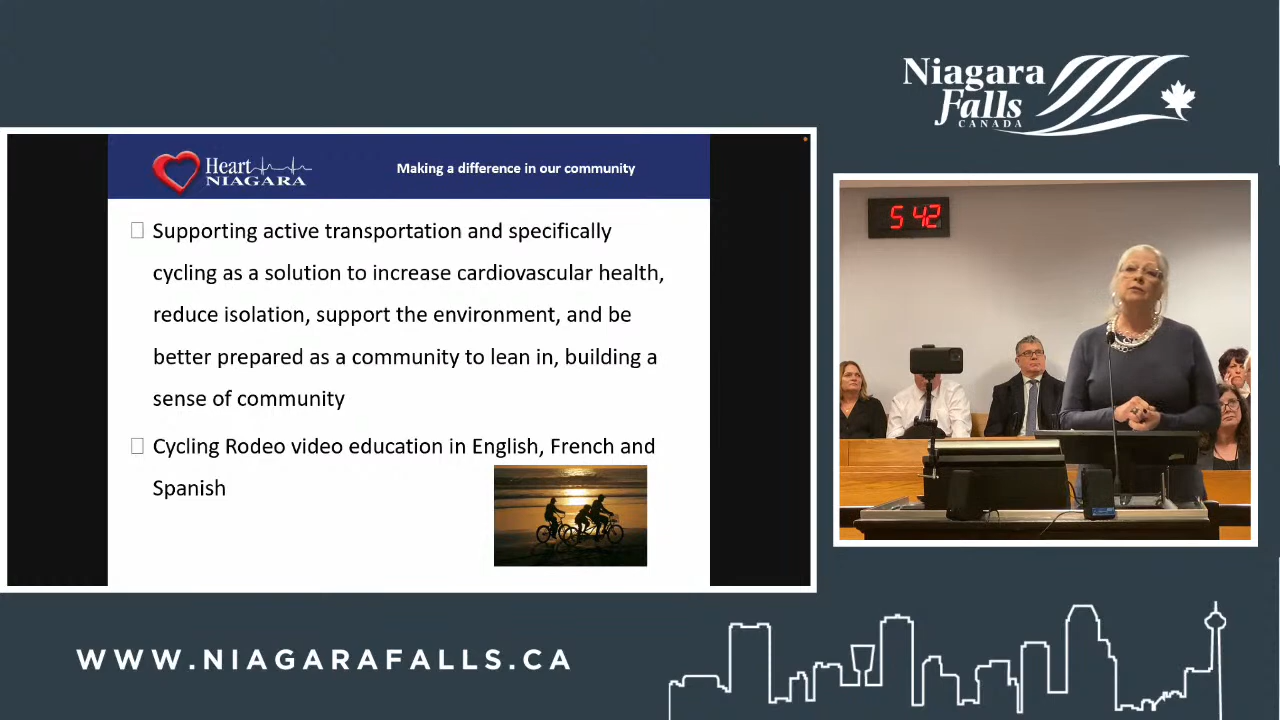 Niagara
Falls
CANADA
Heart
NIAGARA
Making a difference in our community
Supporting active transportation and specifically
cycling as a solution to increase cardiovascular health,
reduce isolation, support the environment, and be
better prepared as a community to lean in, building a
sense of community
Cycling Rodeo video education in English, French and
Spanish
5 42
WWW.NIAGARAFALLS.CA